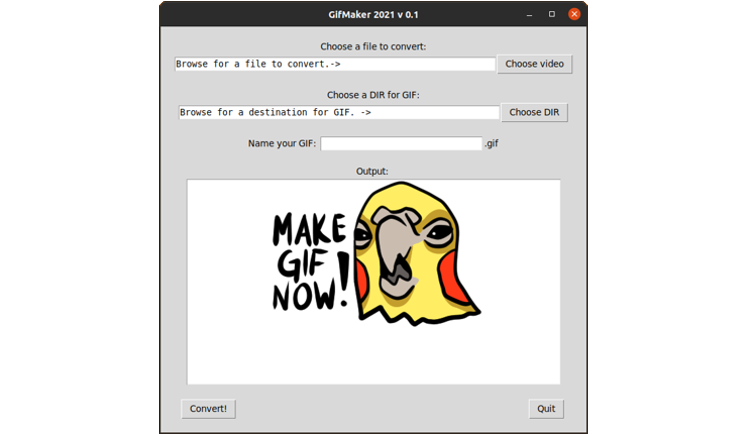 GifMaker 2021 v 0.1
Choose a file to convert:
Browse for a file to convert.->
Choose video
Choose a DIR for GIF:
Browse for a destination for GIF. ->
Choose DIR
Name your GIF:
.gif
Output:
MAKE
GIF
NOW!
Convert!
Quit